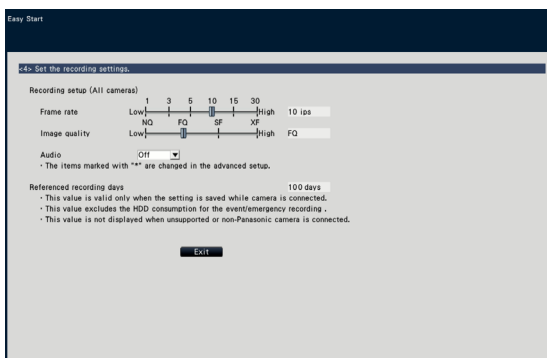 Easy Start
<4> Set the recording settings.
Recording setup (All cameras)
1 3 5 10 15 30
Frame rate Low High 10 ips
NQ FQ SF XF
Image quality Low High FQ
Audio Off
· The items marked with "*" are changed in the advanced setup.
Referenced recording days 100 days
· This value is valid only when the setting is saved while camera is connected.
· This value excludes the HDD consumption for the event/emergency recording .
· This value is not displayed when unsupported or non-Panasonic camera is connected.
Exit